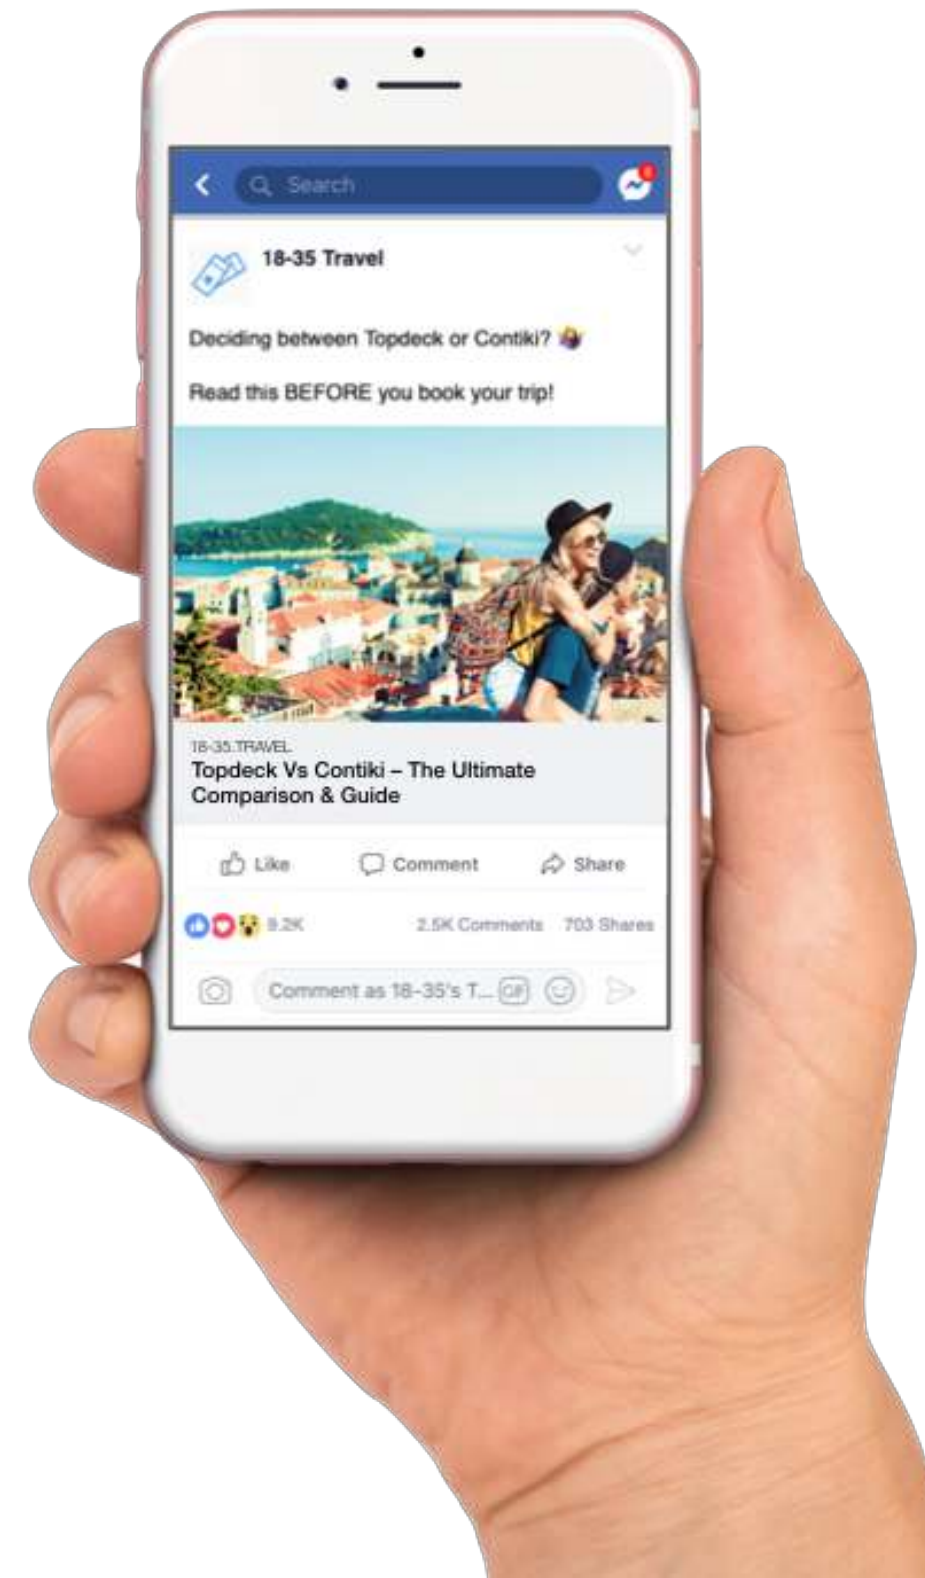 Search
18-35 Travel
Deciding between Topdeck or Contiki? 🤷‍♀️
Read this BEFORE you book your trip!
18-35.TRAVEL
Topdeck Vs Contiki – The Ultimate
Comparison & Guide
Like Comment Share
9.2K 2.5K Comments 703 Shares
Comment as 18-35's T... GIF